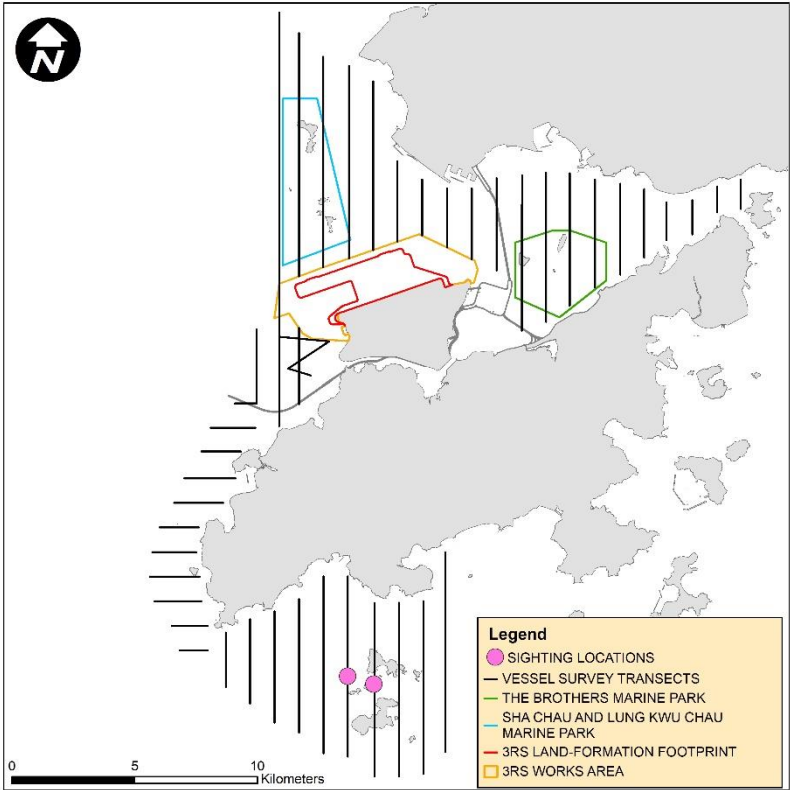 N
Legend
SIGHTING LOCATIONS
VESSEL SURVEY TRANSECTS
THE BROTHERS MARINE PARK
SHA CHAU AND LUNG KWU CHAU
MARINE PARK
3RS LAND-FORMATION FOOTPRINT
3RS WORKS AREA
0 5 10
Kilometers